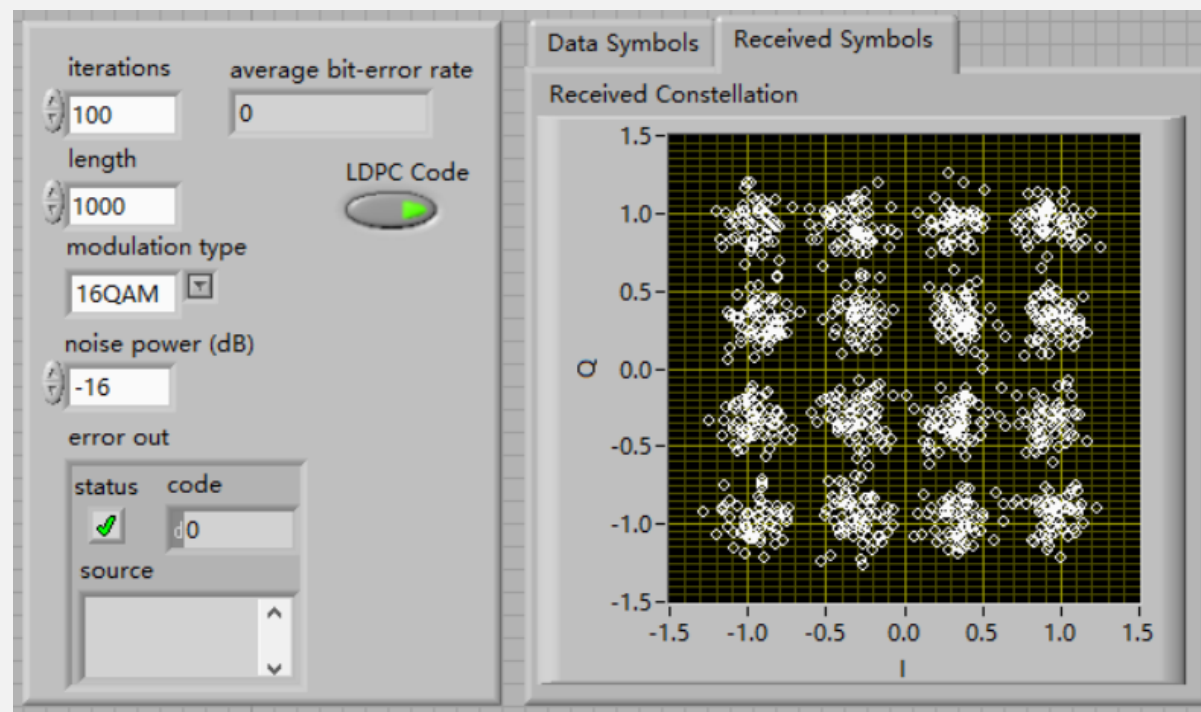 iterations
100
average bit-error rate
0
length
1000
LDPC Code
modulation type
16QAM
noise power (dB)
-16
error out
status
code
d0
source
Data Symbols
Received Symbols
Received Constellation
Q
1.5
1.0
0.5
0.0
-0.5
-1.0
-1.5
-1.5 -1.0 -0.5 0.0 0.5 1.0 1.5
I